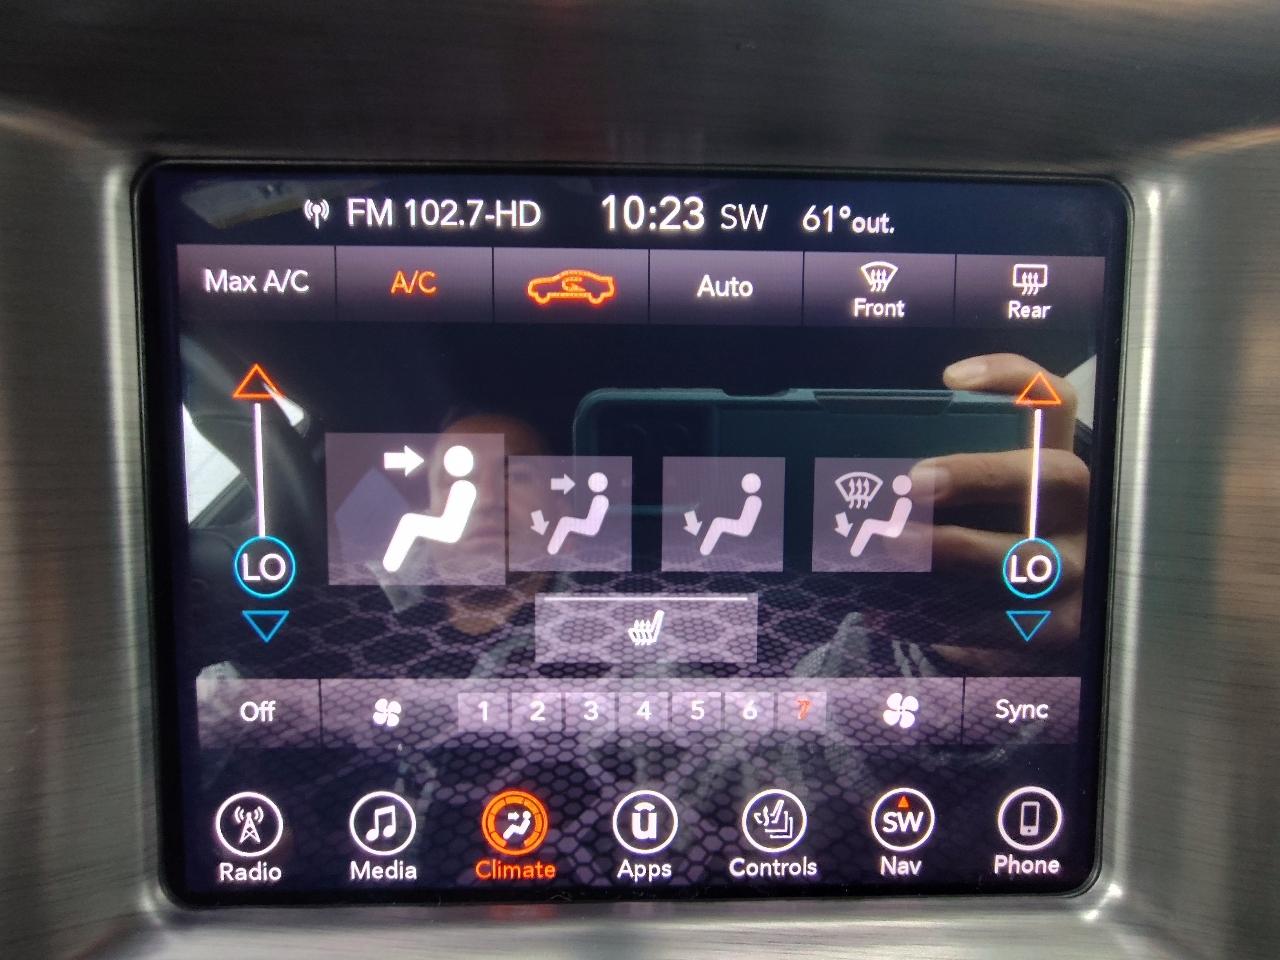 FM 102.7-HD 10:23 SW 61°out.
Max A/C A/C Auto Front Rear
LO LO
Off 1 2 3 4 5 6 7 Sync
ū SW
Radio Media Climate Apps Controls Nav Phone